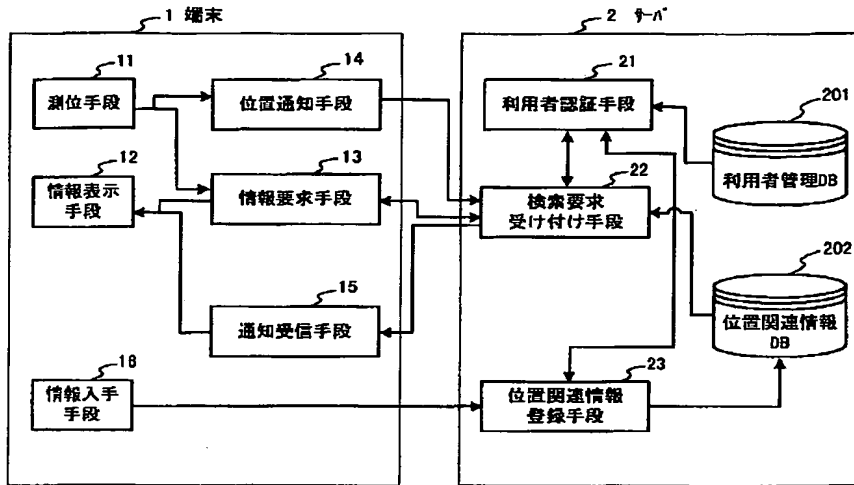 1 端末
11
測位手段
14
位置通知手段
12
情報表示
手段
13
情報要求手段
15
通知受信手段
16
情報入手
手段
2 サーバ
21
利用者認証手段
22
検索要求
受け付け手段
23
位置関連情報
登録手段
201
利用者管理DB
202
位置関連情報
DB